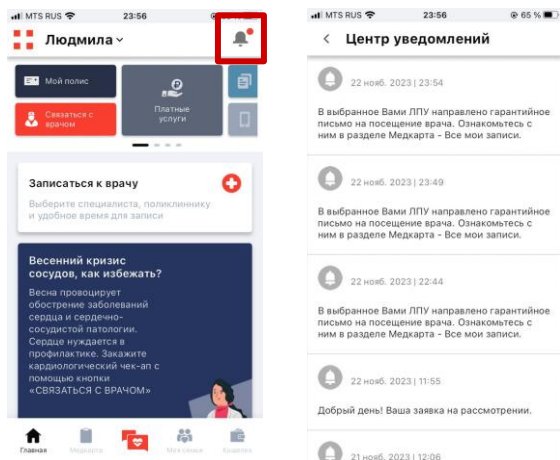 MTS RUS 23:56
Людмила
Мой полис
Связаться с
врачом
Платные
услуги
Записаться к врачу
Выберите специалиста, поликлинику
и удобное время для записи
Весенний кризис
сосудов, как избежать?
Весна провоцирует
обострение заболеваний
сердца и сердечно-
сосудистой патологии.
Сердце нуждается в
профилактике. Закажите
кардиологический чек-ап с
помощью кнопки
«СВЯЗАТЬСЯ С ВРАЧОМ»
Главная Медкарта Моя семья Кошелек
MTS RUS 23:56 65 %
Центр уведомлений
22 нояб. 2023 | 23:54
В выбранное Вами ЛПУ направлено гарантийное
письмо на посещение врача. Ознакомьтесь с
ним в разделе Медкарта - Все мои записи.
22 нояб. 2023 | 23:49
В выбранное Вами ЛПУ направлено гарантийное
письмо на посещение врача. Ознакомьтесь с
ним в разделе Медкарта - Все мои записи.
22 нояб. 2023 | 22:44
В выбранное Вами ЛПУ направлено гарантийное
письмо на посещение врача. Ознакомьтесь с
ним в разделе Медкарта - Все мои записи.
22 нояб. 2023 | 11:55
Добрый день! Ваша заявка на рассмотрении.
21 нояб. 2023 | 12:06